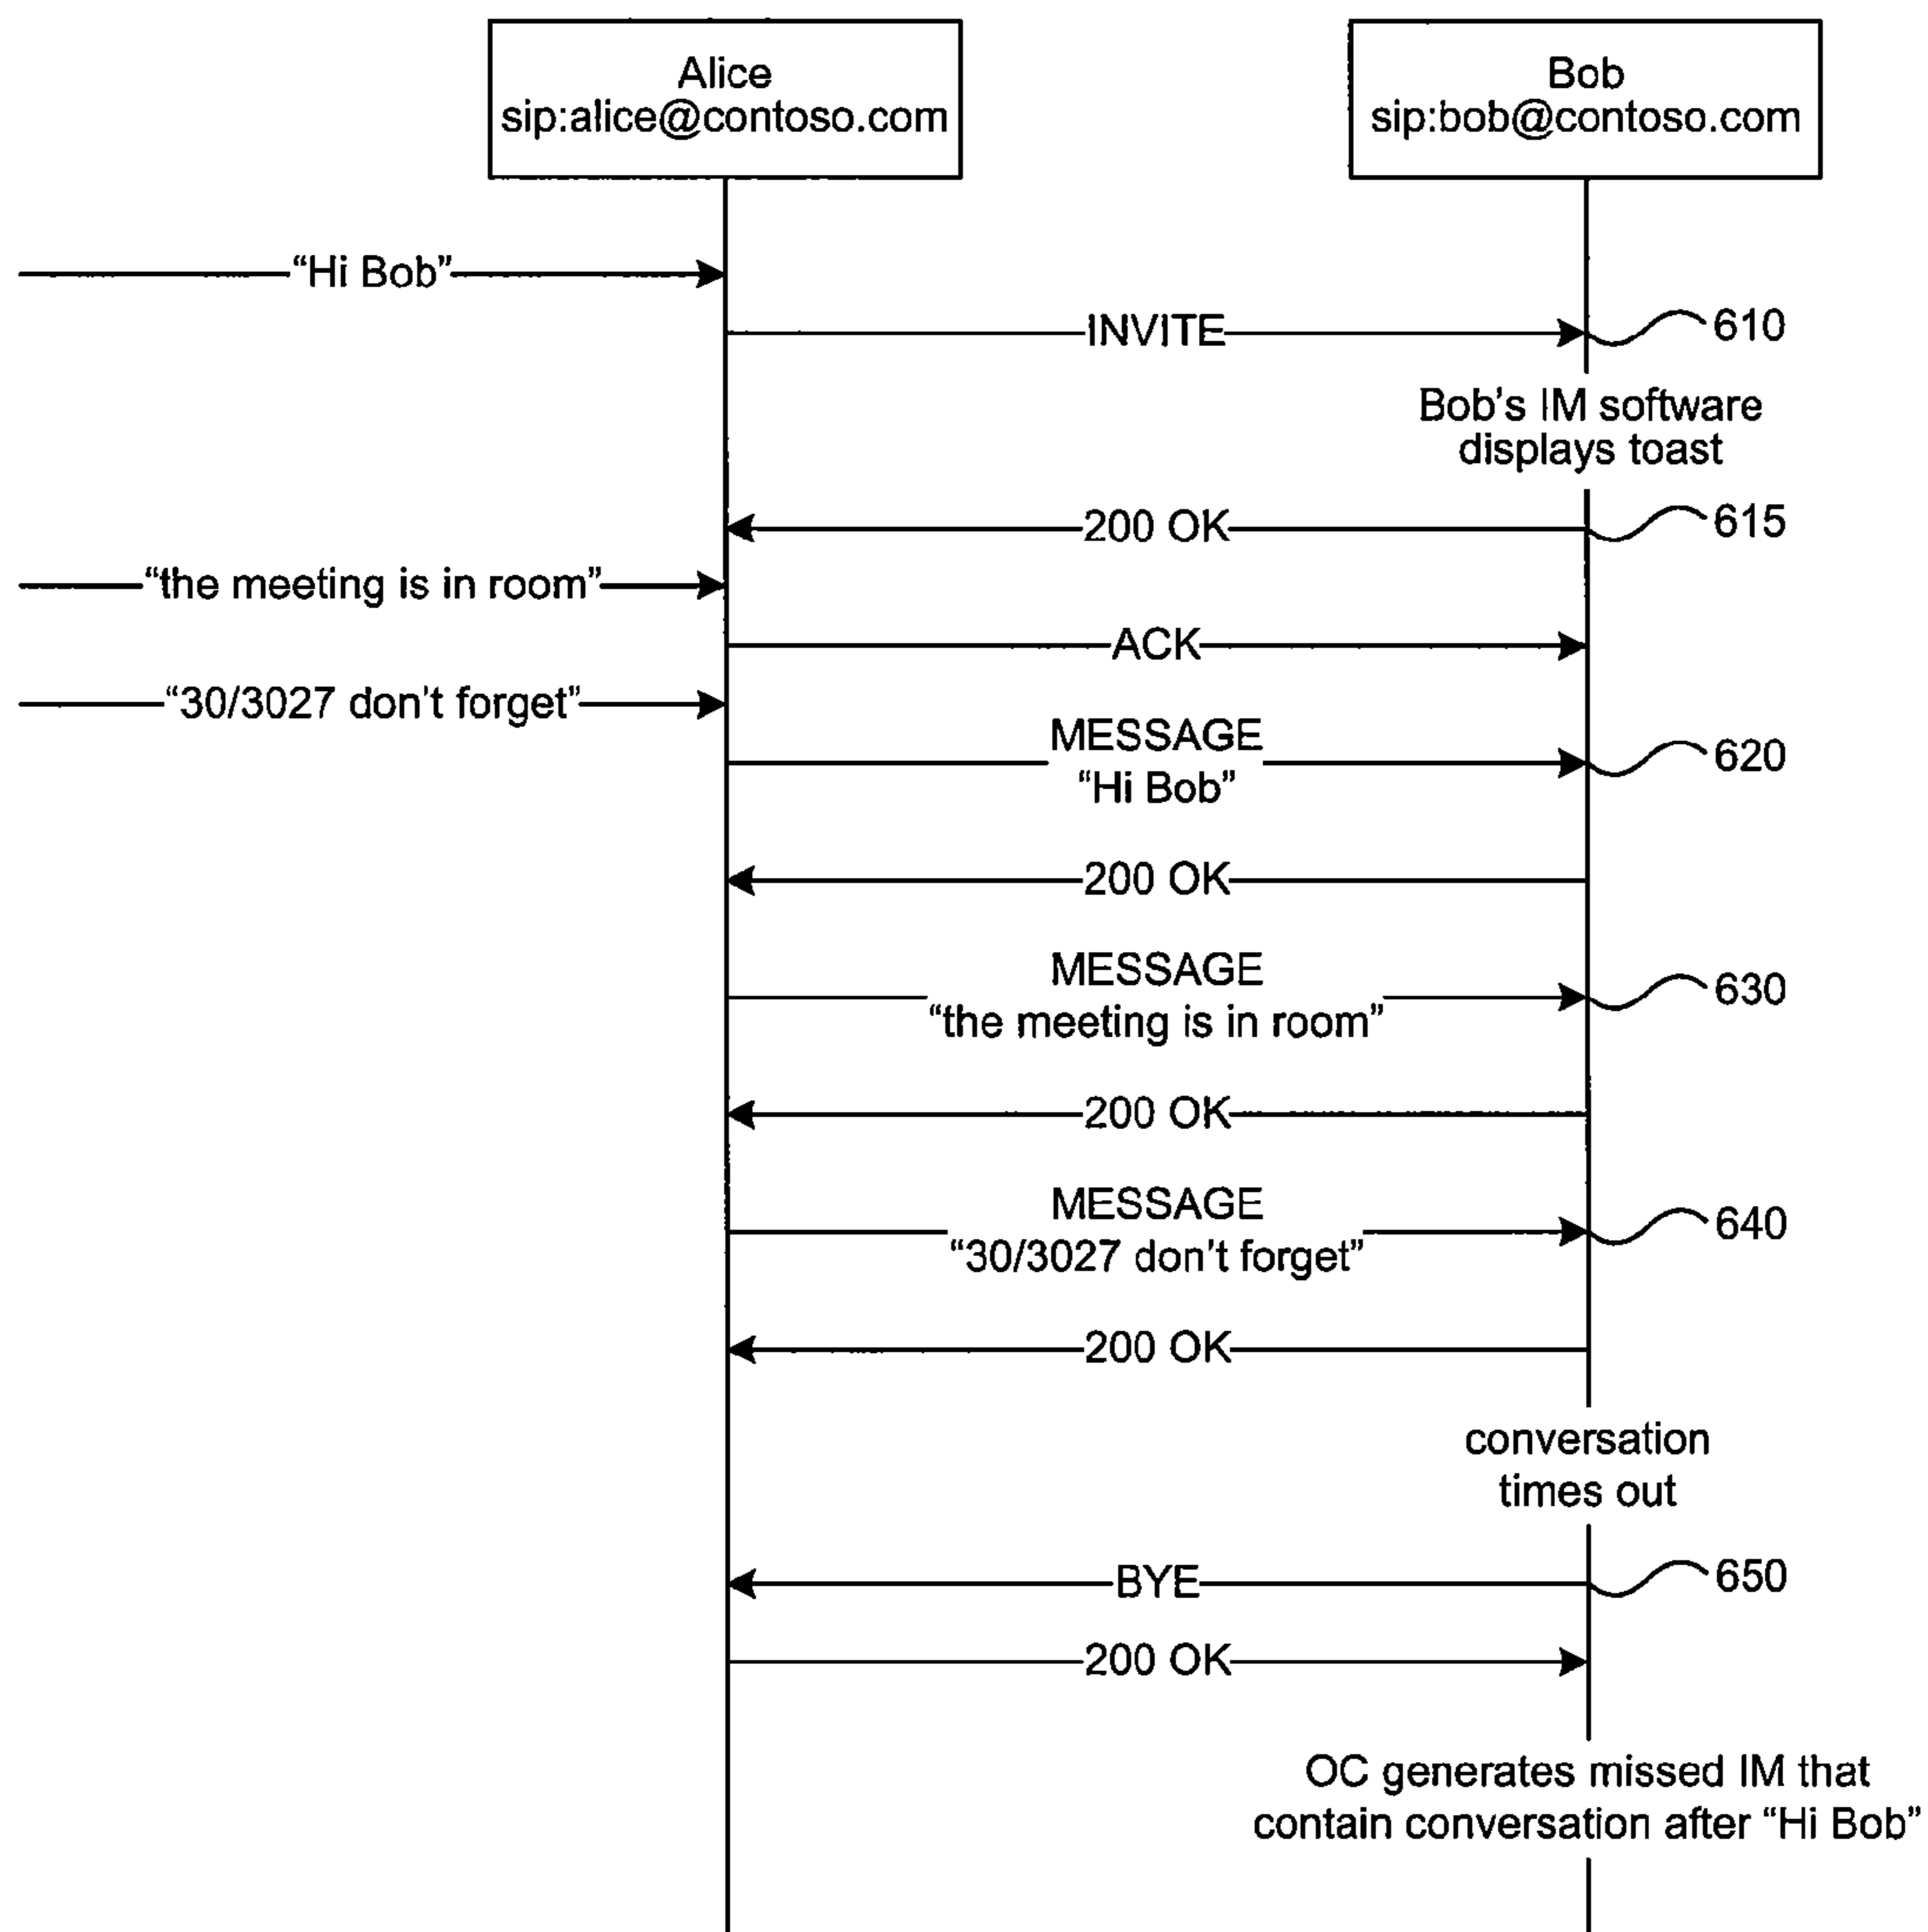 Alice
sip:alice@contoso.com
Bob
sip:bob@contoso.com
“Hi Bob”
INVITE
610
Bob’s IM software
displays toast
200 OK
615
“the meeting is in room”
ACK
“30/3027 don’t forget”
MESSAGE
“Hi Bob”
620
200 OK
MESSAGE
“the meeting is in room”
630
200 OK
MESSAGE
“30/3027 don’t forget”
640
200 OK
conversation
times out
BYE
650
200 OK
OC generates missed IM that
contain conversation after “Hi Bob”